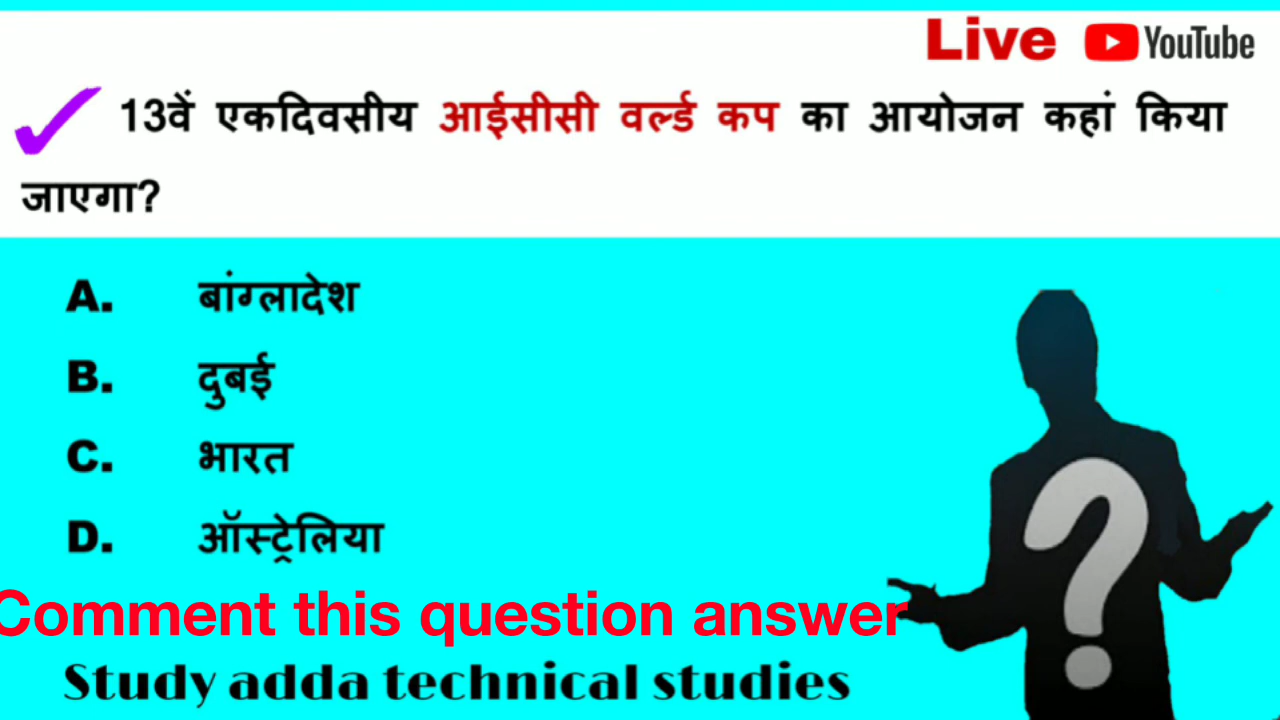 Live YouTube
13वें एकदिवसीय आईसीसी वर्ल्ड कप का आयोजन कहां किया
जाएगा?
A. बांग्लादेश
B. दुबई
C. भारत
D. ऑस्ट्रेलिया
Comment this question answer
Study adda technical studies